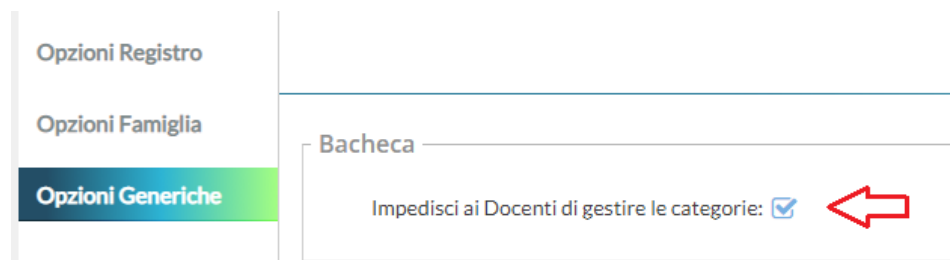 Opzioni Registro
Opzioni Famiglia
Opzioni Generiche
Bacheca
Impedisci ai Docenti di gestire le categorie: